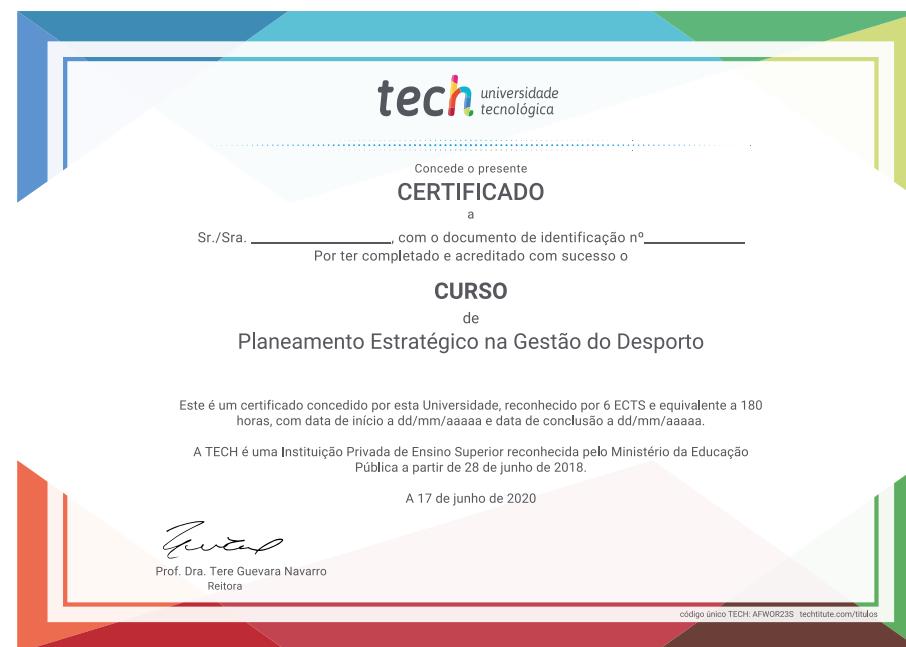 tech universidade
tecnológica
Concede o presente
CERTIFICADO
a
Sr./Sra. ____________________, com o documento de identificação nº______________
Por ter completado e acreditado com sucesso o
CURSO
de
Planeamento Estratégico na Gestão do Desporto
Este é um certificado concedido por esta Universidade, reconhecido por 6 ECTS e equivalente a 180
horas, com data de início a dd/mm/aaaaa e data de conclusão a dd/mm/aaaaa.
A TECH é uma Instituição Privada de Ensino Superior reconhecida pelo Ministério da Educação
Pública a partir de 28 de junho de 2018.
A 17 de junho de 2020
Prof. Dra. Tere Guevara Navarro
Reitora
código único TECH: AFWOR23S techtitute.com/titulos